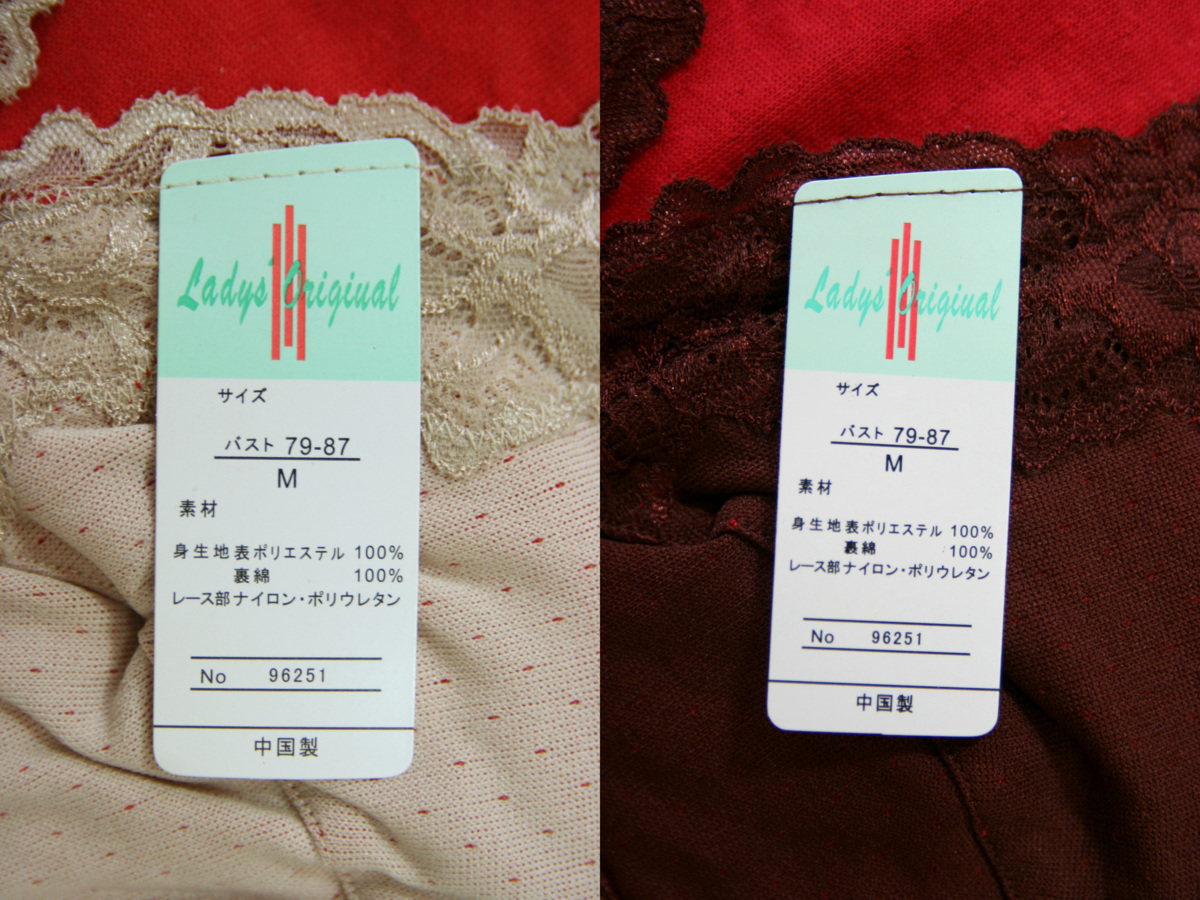 Ladys' Origiual
サイズ
バスト 79-87
M
素材
身生地表ポリエステル 100%
裏綿 100%
レース部ナイロン・ポリウレタン
No 96251
中国製
Ladys' Origiual
サイズ
バスト 79-87
M
素材
身生地表ポリエステル 100%
裏綿 100%
レース部ナイロン・ポリウレタン
No 96251
中国製